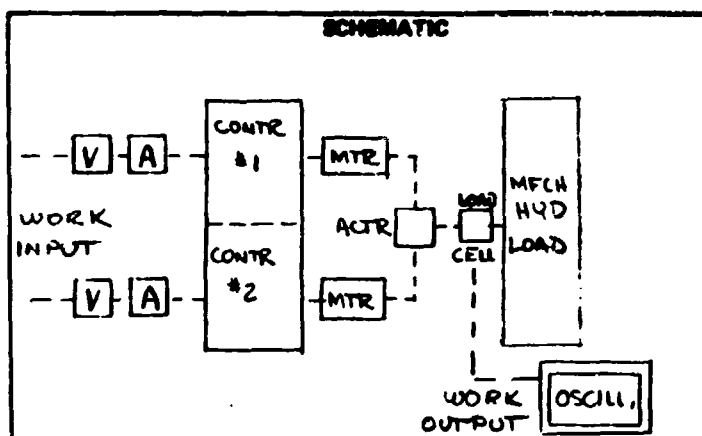 SCHEMATIC
V
A
CONTR
#1
MTR
WORK
INPUT
ACTR
LOAD
CELL
MECH
HYD
LOAD
V
A
CONTR
#2
MTR
WORK
OUTPUT
OSCILL.